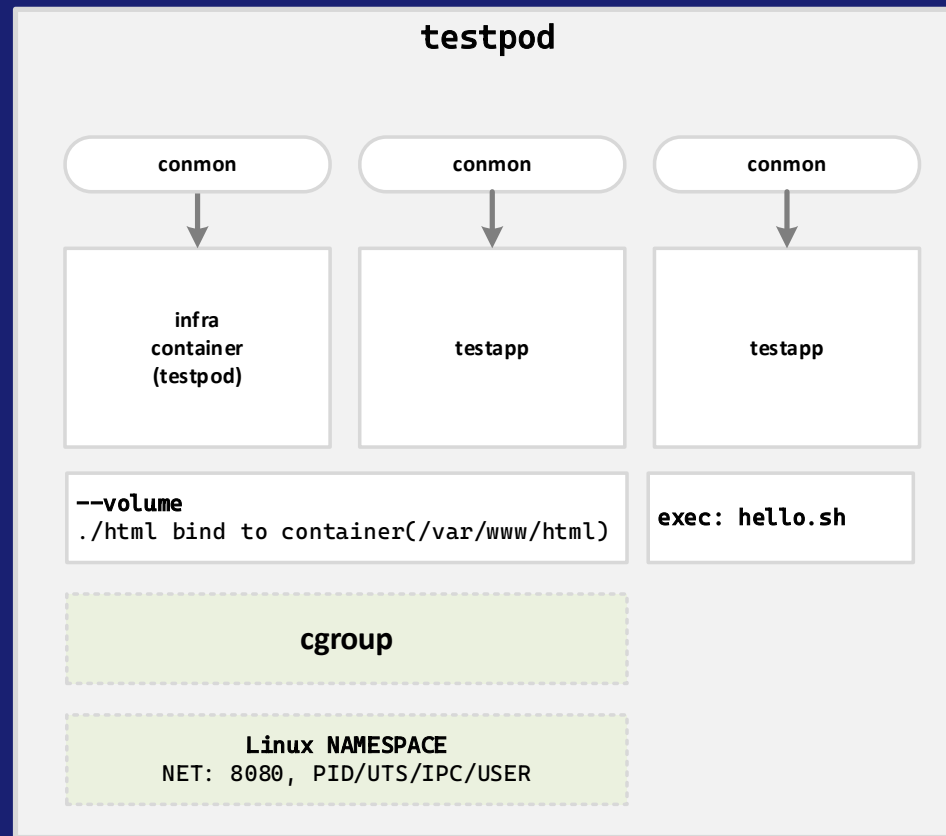 testpod
conmon
conmon
conmon
infra
container
(testpod)
testapp
testapp
--volume
./html bind to container(/var/www/html)
exec: hello.sh
cgroup
Linux NAMESPACE
NET: 8080, PID/UTS/IPC/USER